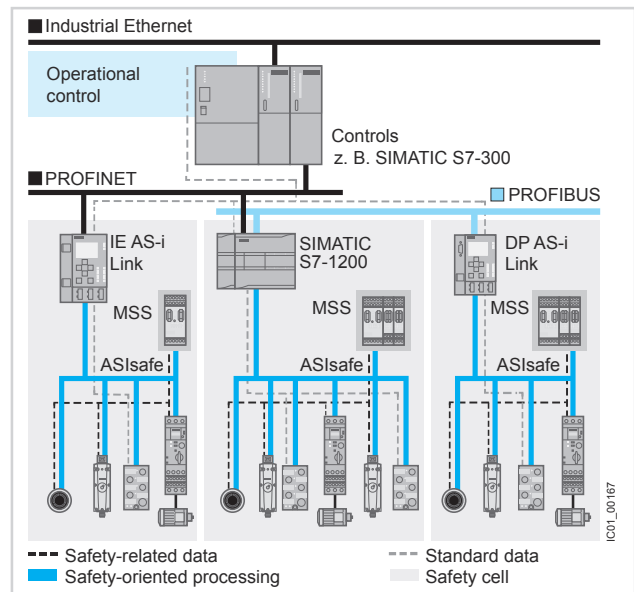 Industrial Ethernet
Operational
control
Controls
z. B. SIMATIC S7-300
PROFINET
PROFIBUS
IE AS-i
Link
SIMATIC
S7-1200
DP AS-i
Link
MSS
MSS
MSS
ASIsafe
ASIsafe
ASIsafe
IC01_00167
Safety-related data
Standard data
Safety-oriented processing
Safety cell